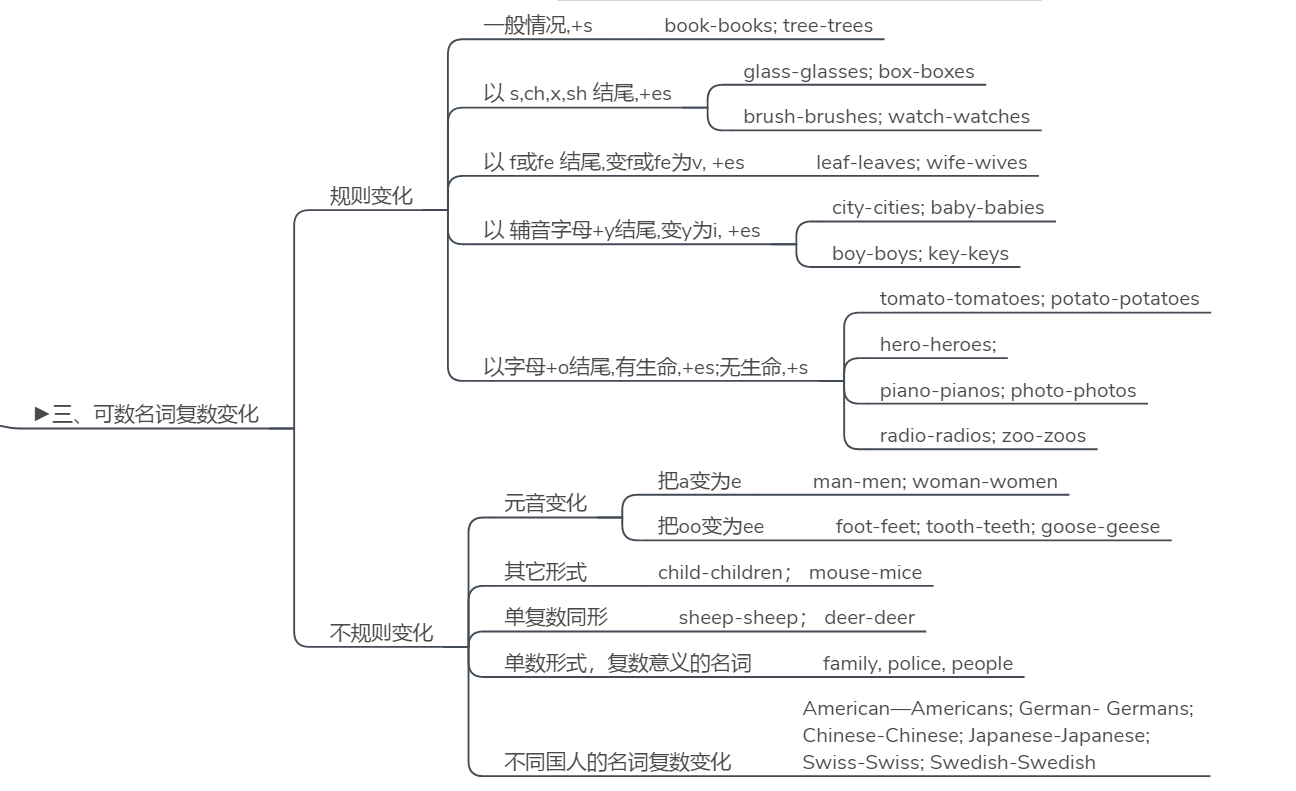 ▶三、可数名词复数变化
规则变化
一般情况,+s
book-books; tree-trees
以 s,ch,x,sh 结尾,+es
glass-glasses; box-boxes
brush-brushes; watch-watches
以 f或fe 结尾,变f或fe为v, +es
leaf-leaves; wife-wives
以 辅音字母+y结尾,变y为i, +es
city-cities; baby-babies
boy-boys; key-keys
以字母+o结尾,有生命,+es;无生命,+s
tomato-tomatoes; potato-potatoes
hero-heroes;
piano-pianos; photo-photos
radio-radios; zoo-zoos
不规则变化
元音变化
把a变为e
man-men; woman-women
把oo变为ee
foot-feet; tooth-teeth; goose-geese
其它形式
child-children； mouse-mice
单复数同形
sheep-sheep； deer-deer
单数形式，复数意义的名词
family, police, people
不同国人的名词复数变化
American—Americans; German- Germans;
Chinese-Chinese; Japanese-Japanese;
Swiss-Swiss; Swedish-Swedish